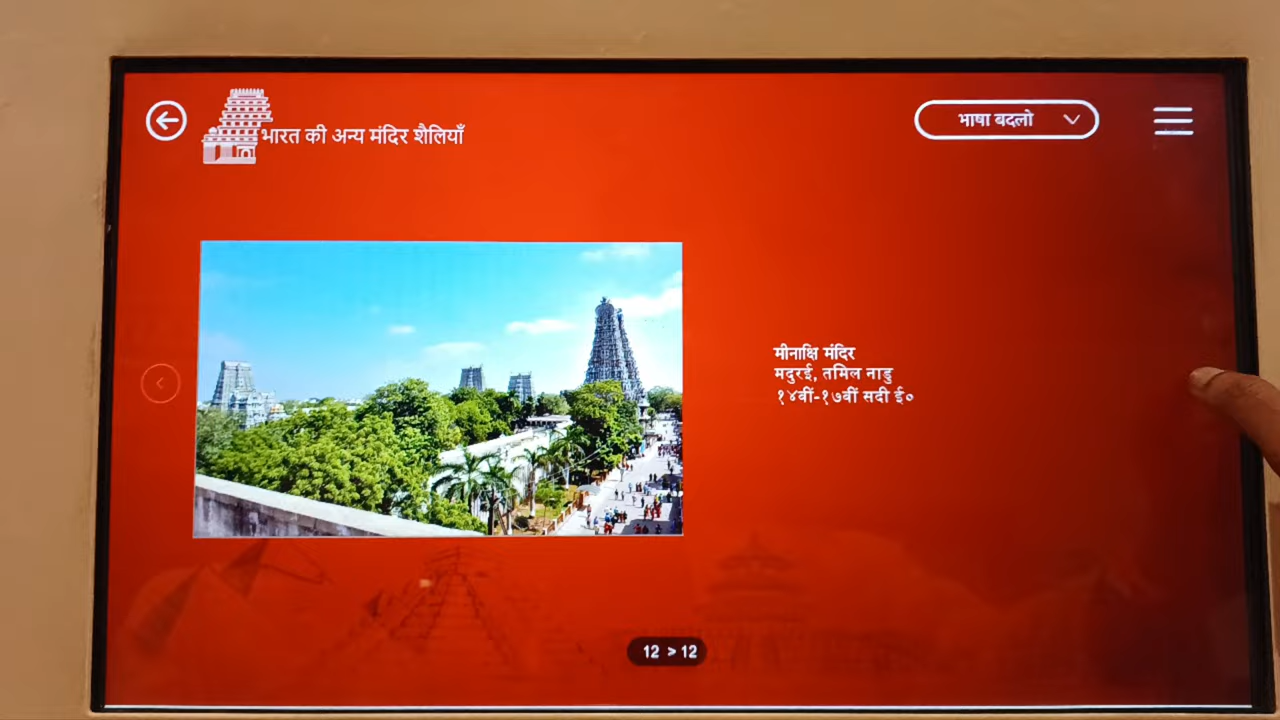 भारत की अन्य मंदिर शैलियाँ
भाषा बदलो
मीनाक्षि मंदिर
मदुरई, तमिल नाडु
१४वीं-१७वीं सदी ई०
12 > 12